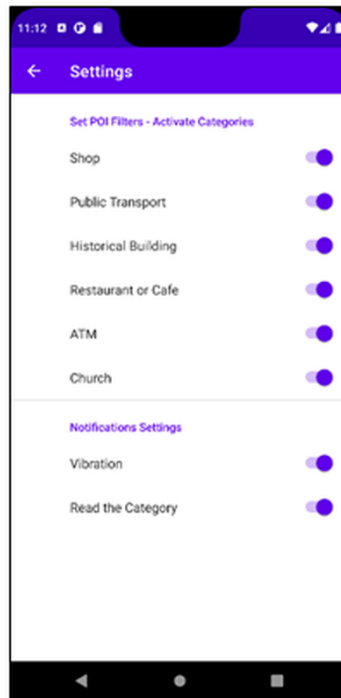 11:12
Settings
Set POI Filters - Activate Categories
Shop
Public Transport
Historical Building
Restaurant or Cafe
ATM
Church
Notifications Settings
Vibration
Read the Category